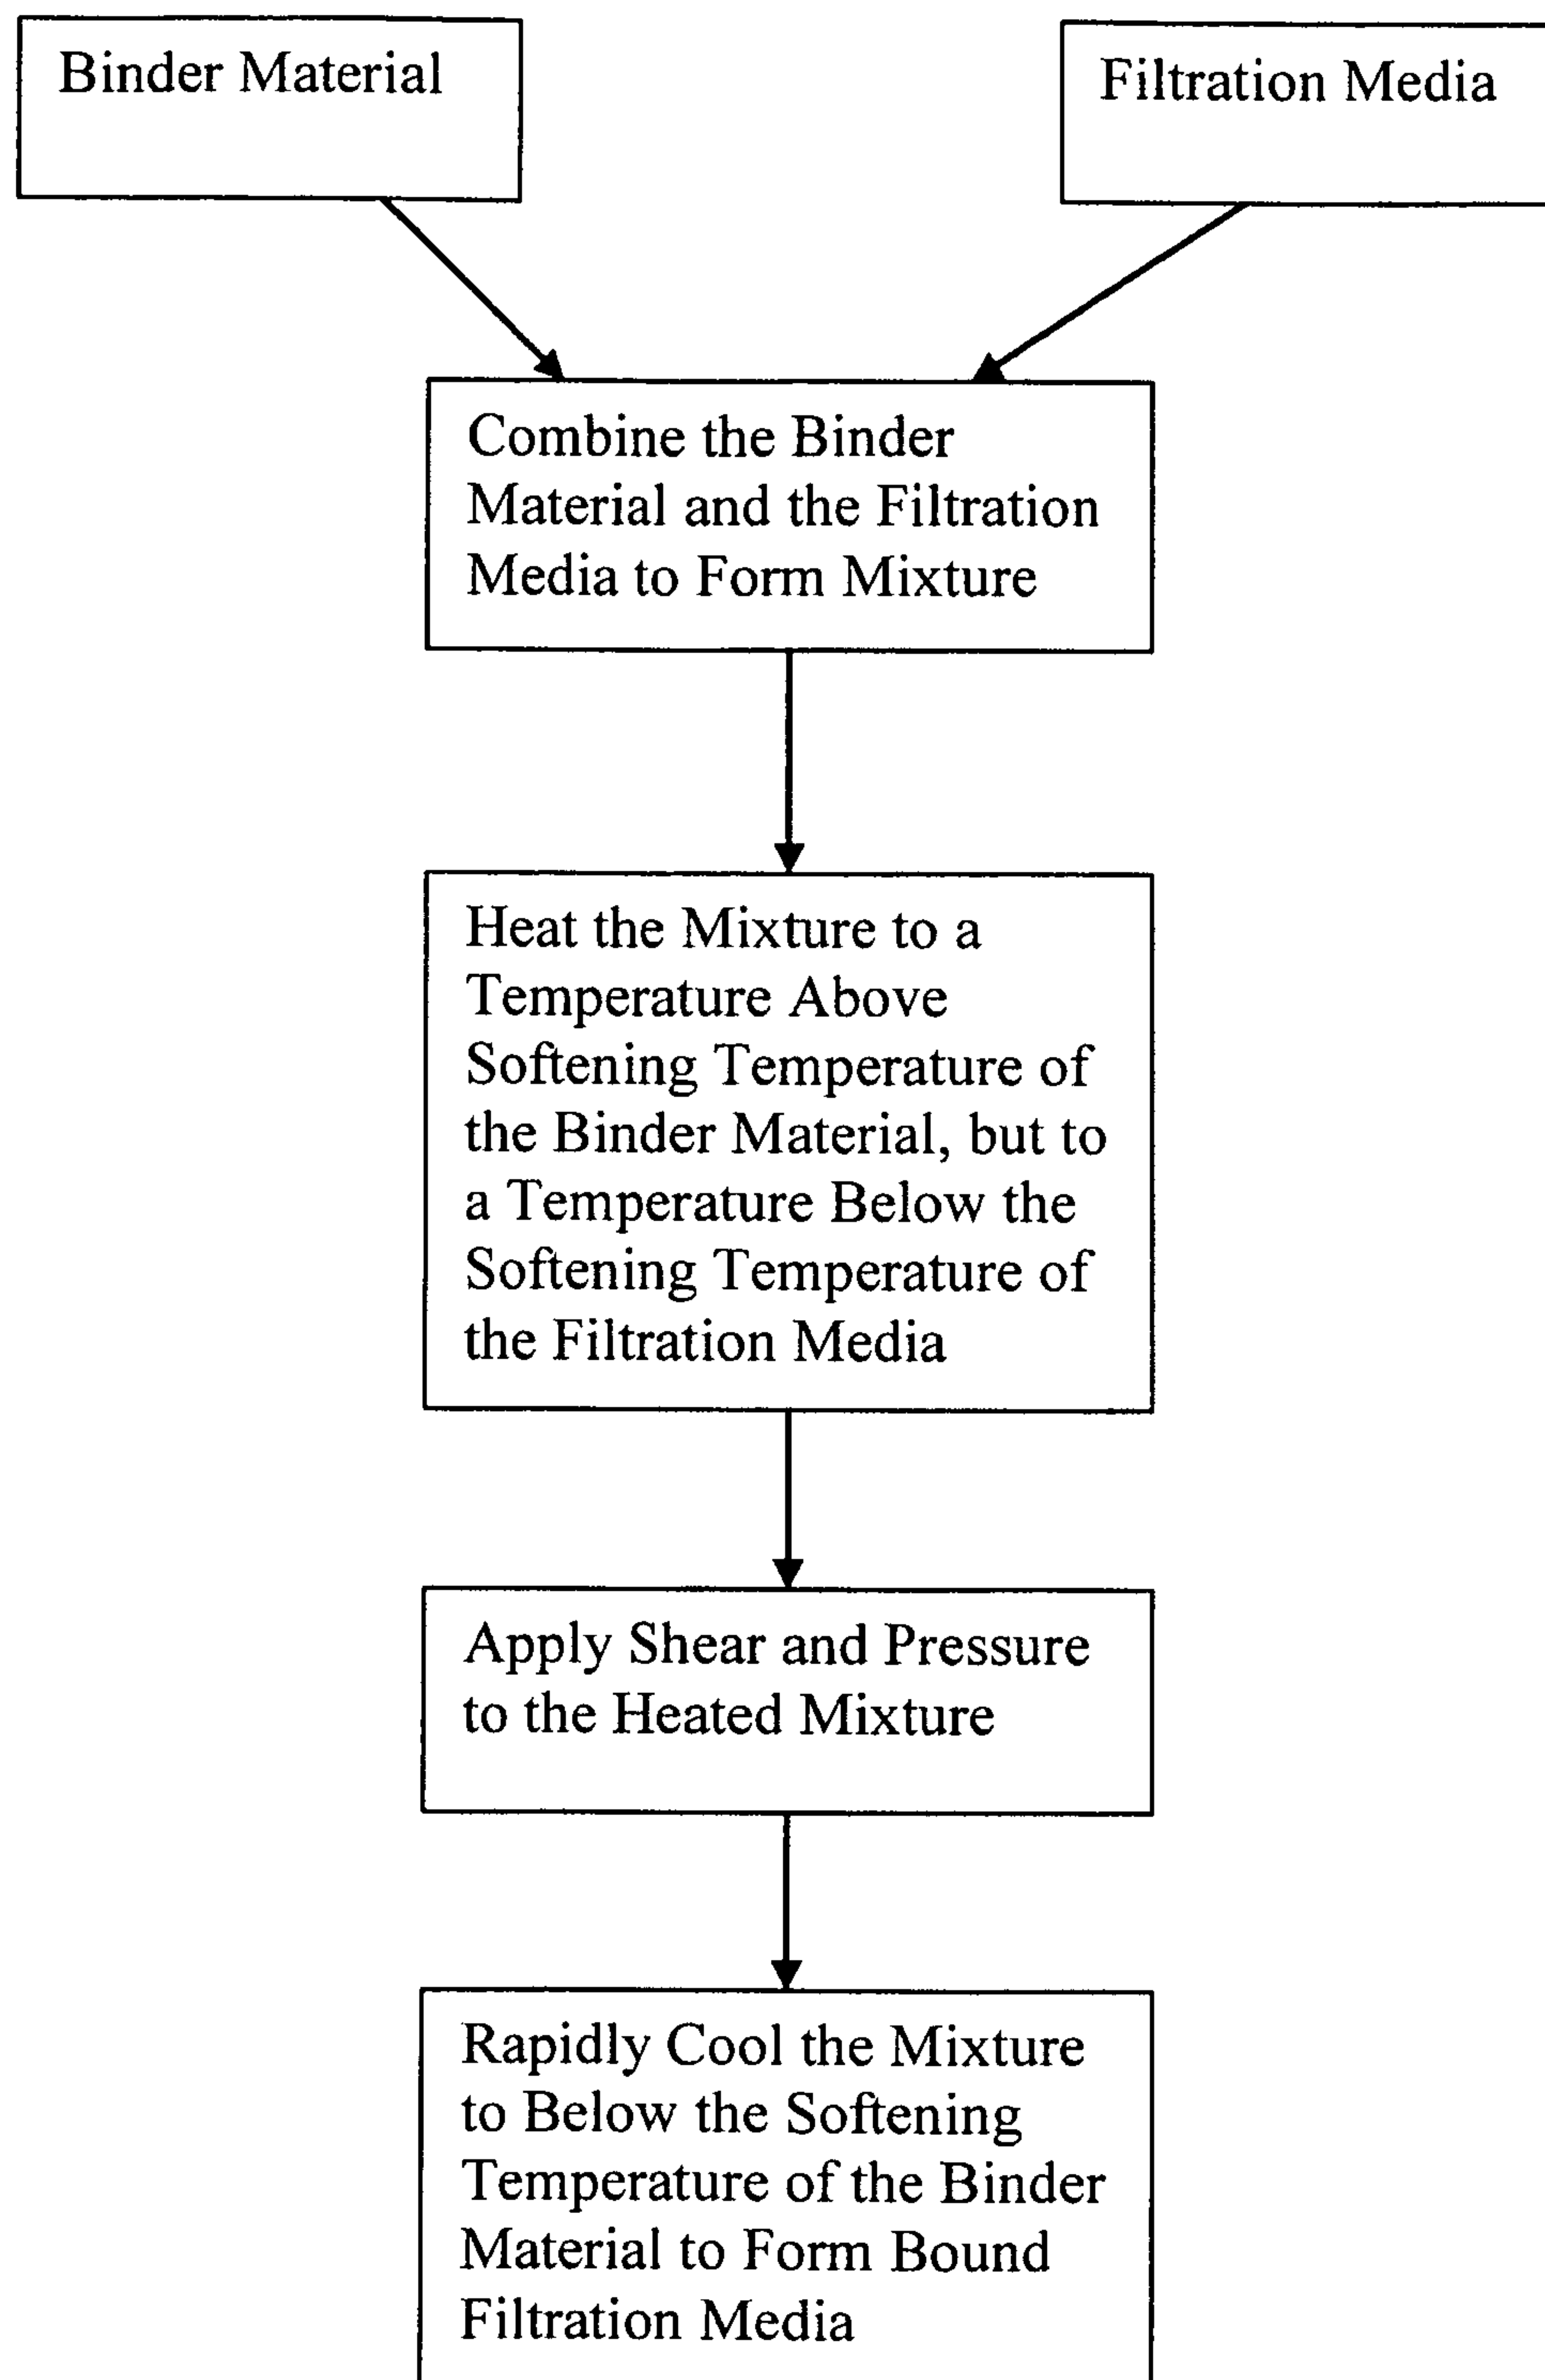 Binder Material
Filtration Media
Combine the Binder
Material and the Filtration
Media to Form Mixture
Heat the Mixture to a
Temperature Above
Softening Temperature of
the Binder Material, but to
a Temperature Below the
Softening Temperature of
the Filtration Media
Apply Shear and Pressure
to the Heated Mixture
Rapidly Cool the Mixture
to Below the Softening
Temperature of the Binder
Material to Form Bound
Filtration Media